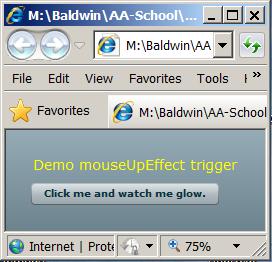 M:\Baldwin\AA-School\...
M:\Baldwin\AA
File Edit View Favorites Tools
Favorites M:\Baldwin\AA-School
Demo mouseUpEffect trigger
Click me and watch me glow.
Internet | Prote 75%